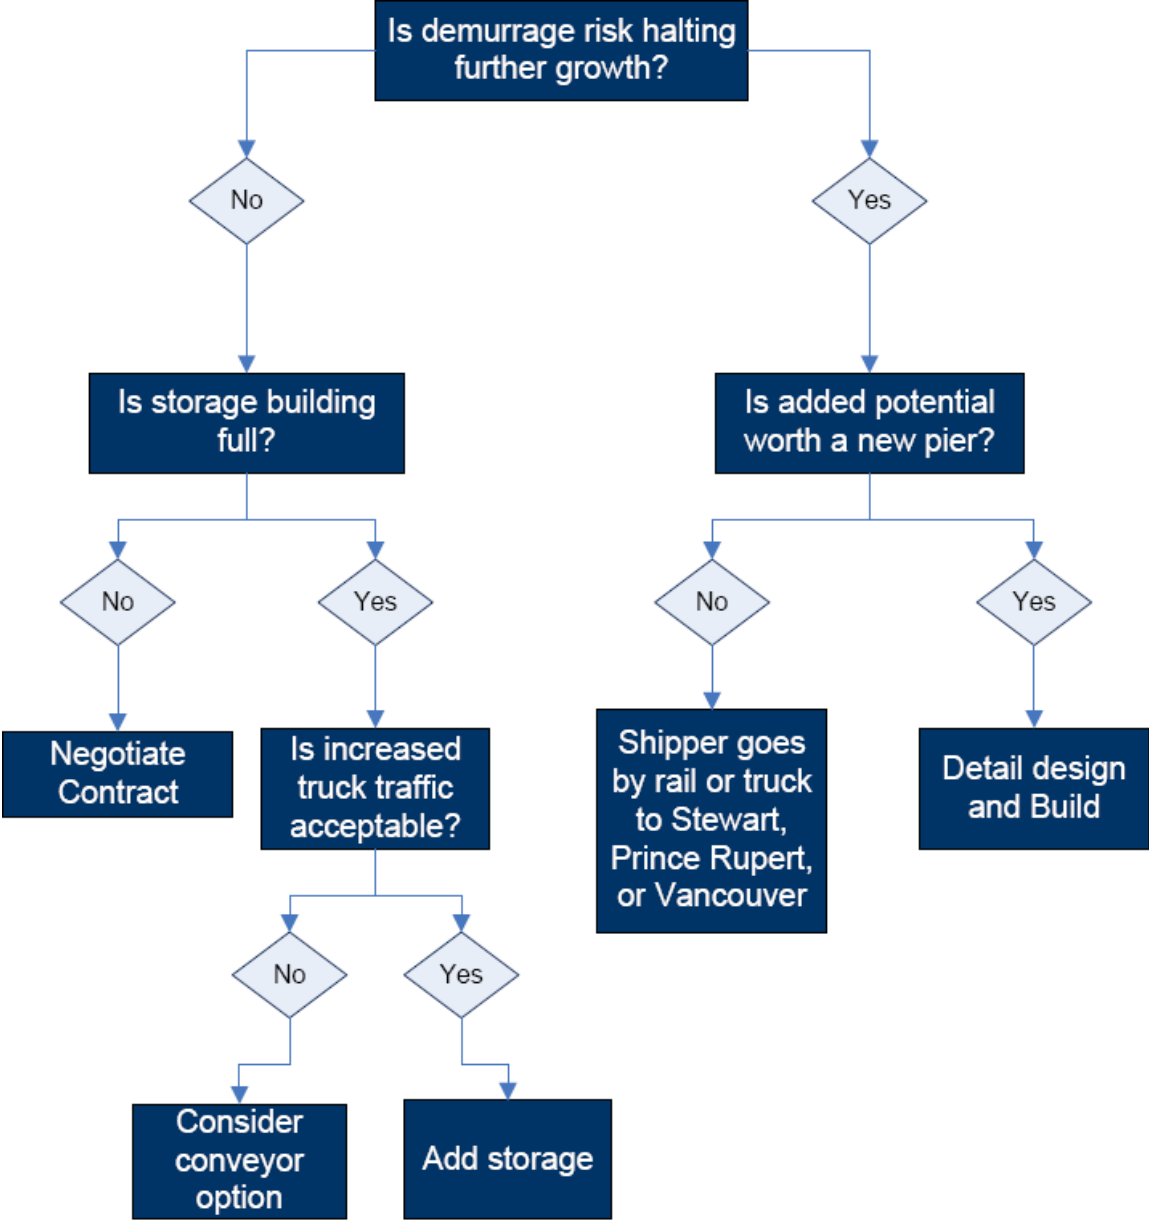 Is demurrage risk halting
further growth?
No
Yes
Is storage building
full?
Is added potential
worth a new pier?
No
Yes
No
Yes
Negotiate
Contract
Is increased
truck traffic
acceptable?
Shipper goes
by rail or truck
to Stewart,
Prince Rupert,
or Vancouver
Detail design
and Build
No
Yes
Consider
conveyor
option
Add storage